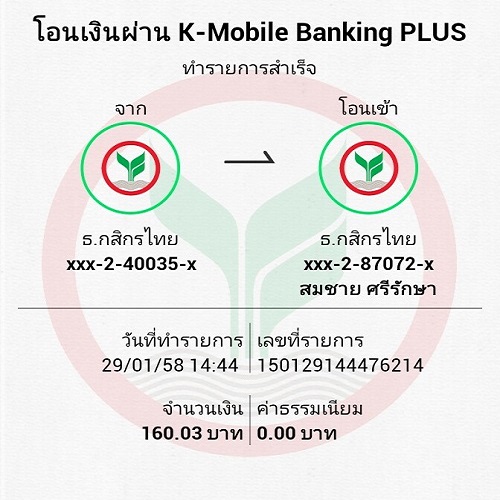 โอนเงินผ่าน K-Mobile Banking PLUS
ทำรายการสำเร็จ
จาก
โอนเข้า
ธ.กสิกรไทย
xxx-2-40035-x
ธ.กสิกรไทย
xxx-2-87072-x
สมชาย ศรีรักษา
วันที่ทำรายการ
29/01/58 14:44
เลขที่รายการ
150129144476214
จำนวนเงิน
160.03 บาท
ค่าธรรมเนียม
0.00 บาท